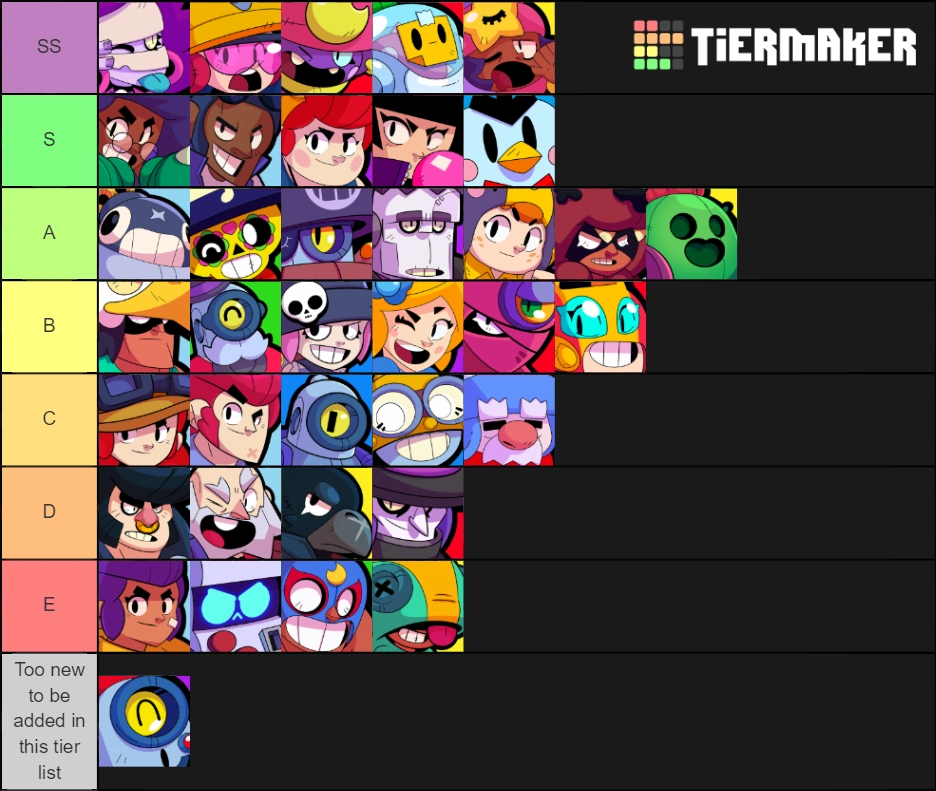 SS
TiERMAKER
S
A
B
C
D
E
Too new
to be
added in
this tier
list